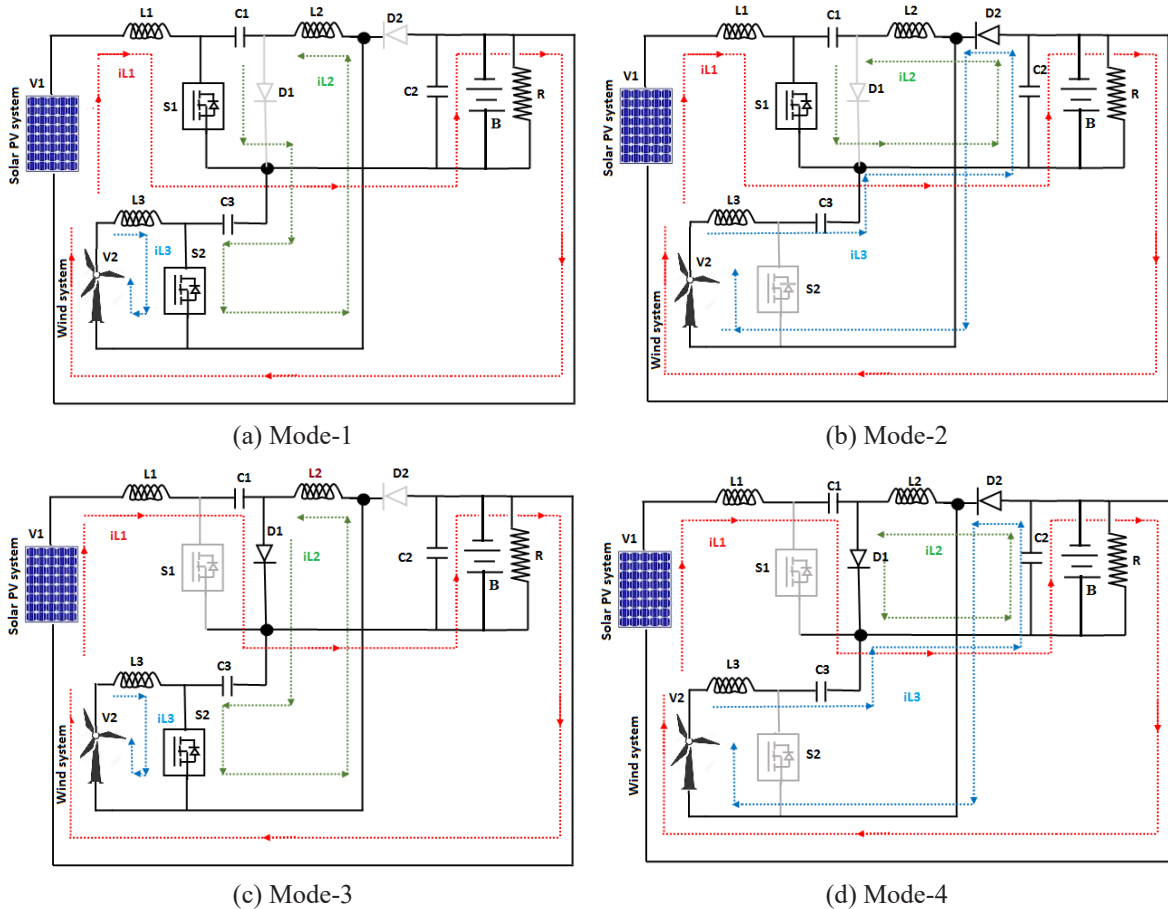 L1
C1
L2
D2
V1
iL1
iL2
S1
D1
C2
R
B
Solar PV system
L3
C3
V2
iL3
S2
Wind system
(a) Mode-1
L1
C1
L2
D2
V1
iL1
iL2
S1
D1
C2
R
B
Solar PV system
L3
C3
V2
iL3
S2
Wind system
(b) Mode-2
L1
C1
L2
D2
V1
iL1
D1
iL2
S1
C2
R
B
Solar PV system
L3
C3
V2
iL3
S2
Wind system
(c) Mode-3
L1
C1
L2
D2
V1
iL1
D1
iL2
S1
C2
R
B
Solar PV system
L3
C3
V2
iL3
S2
Wind system
(d) Mode-4